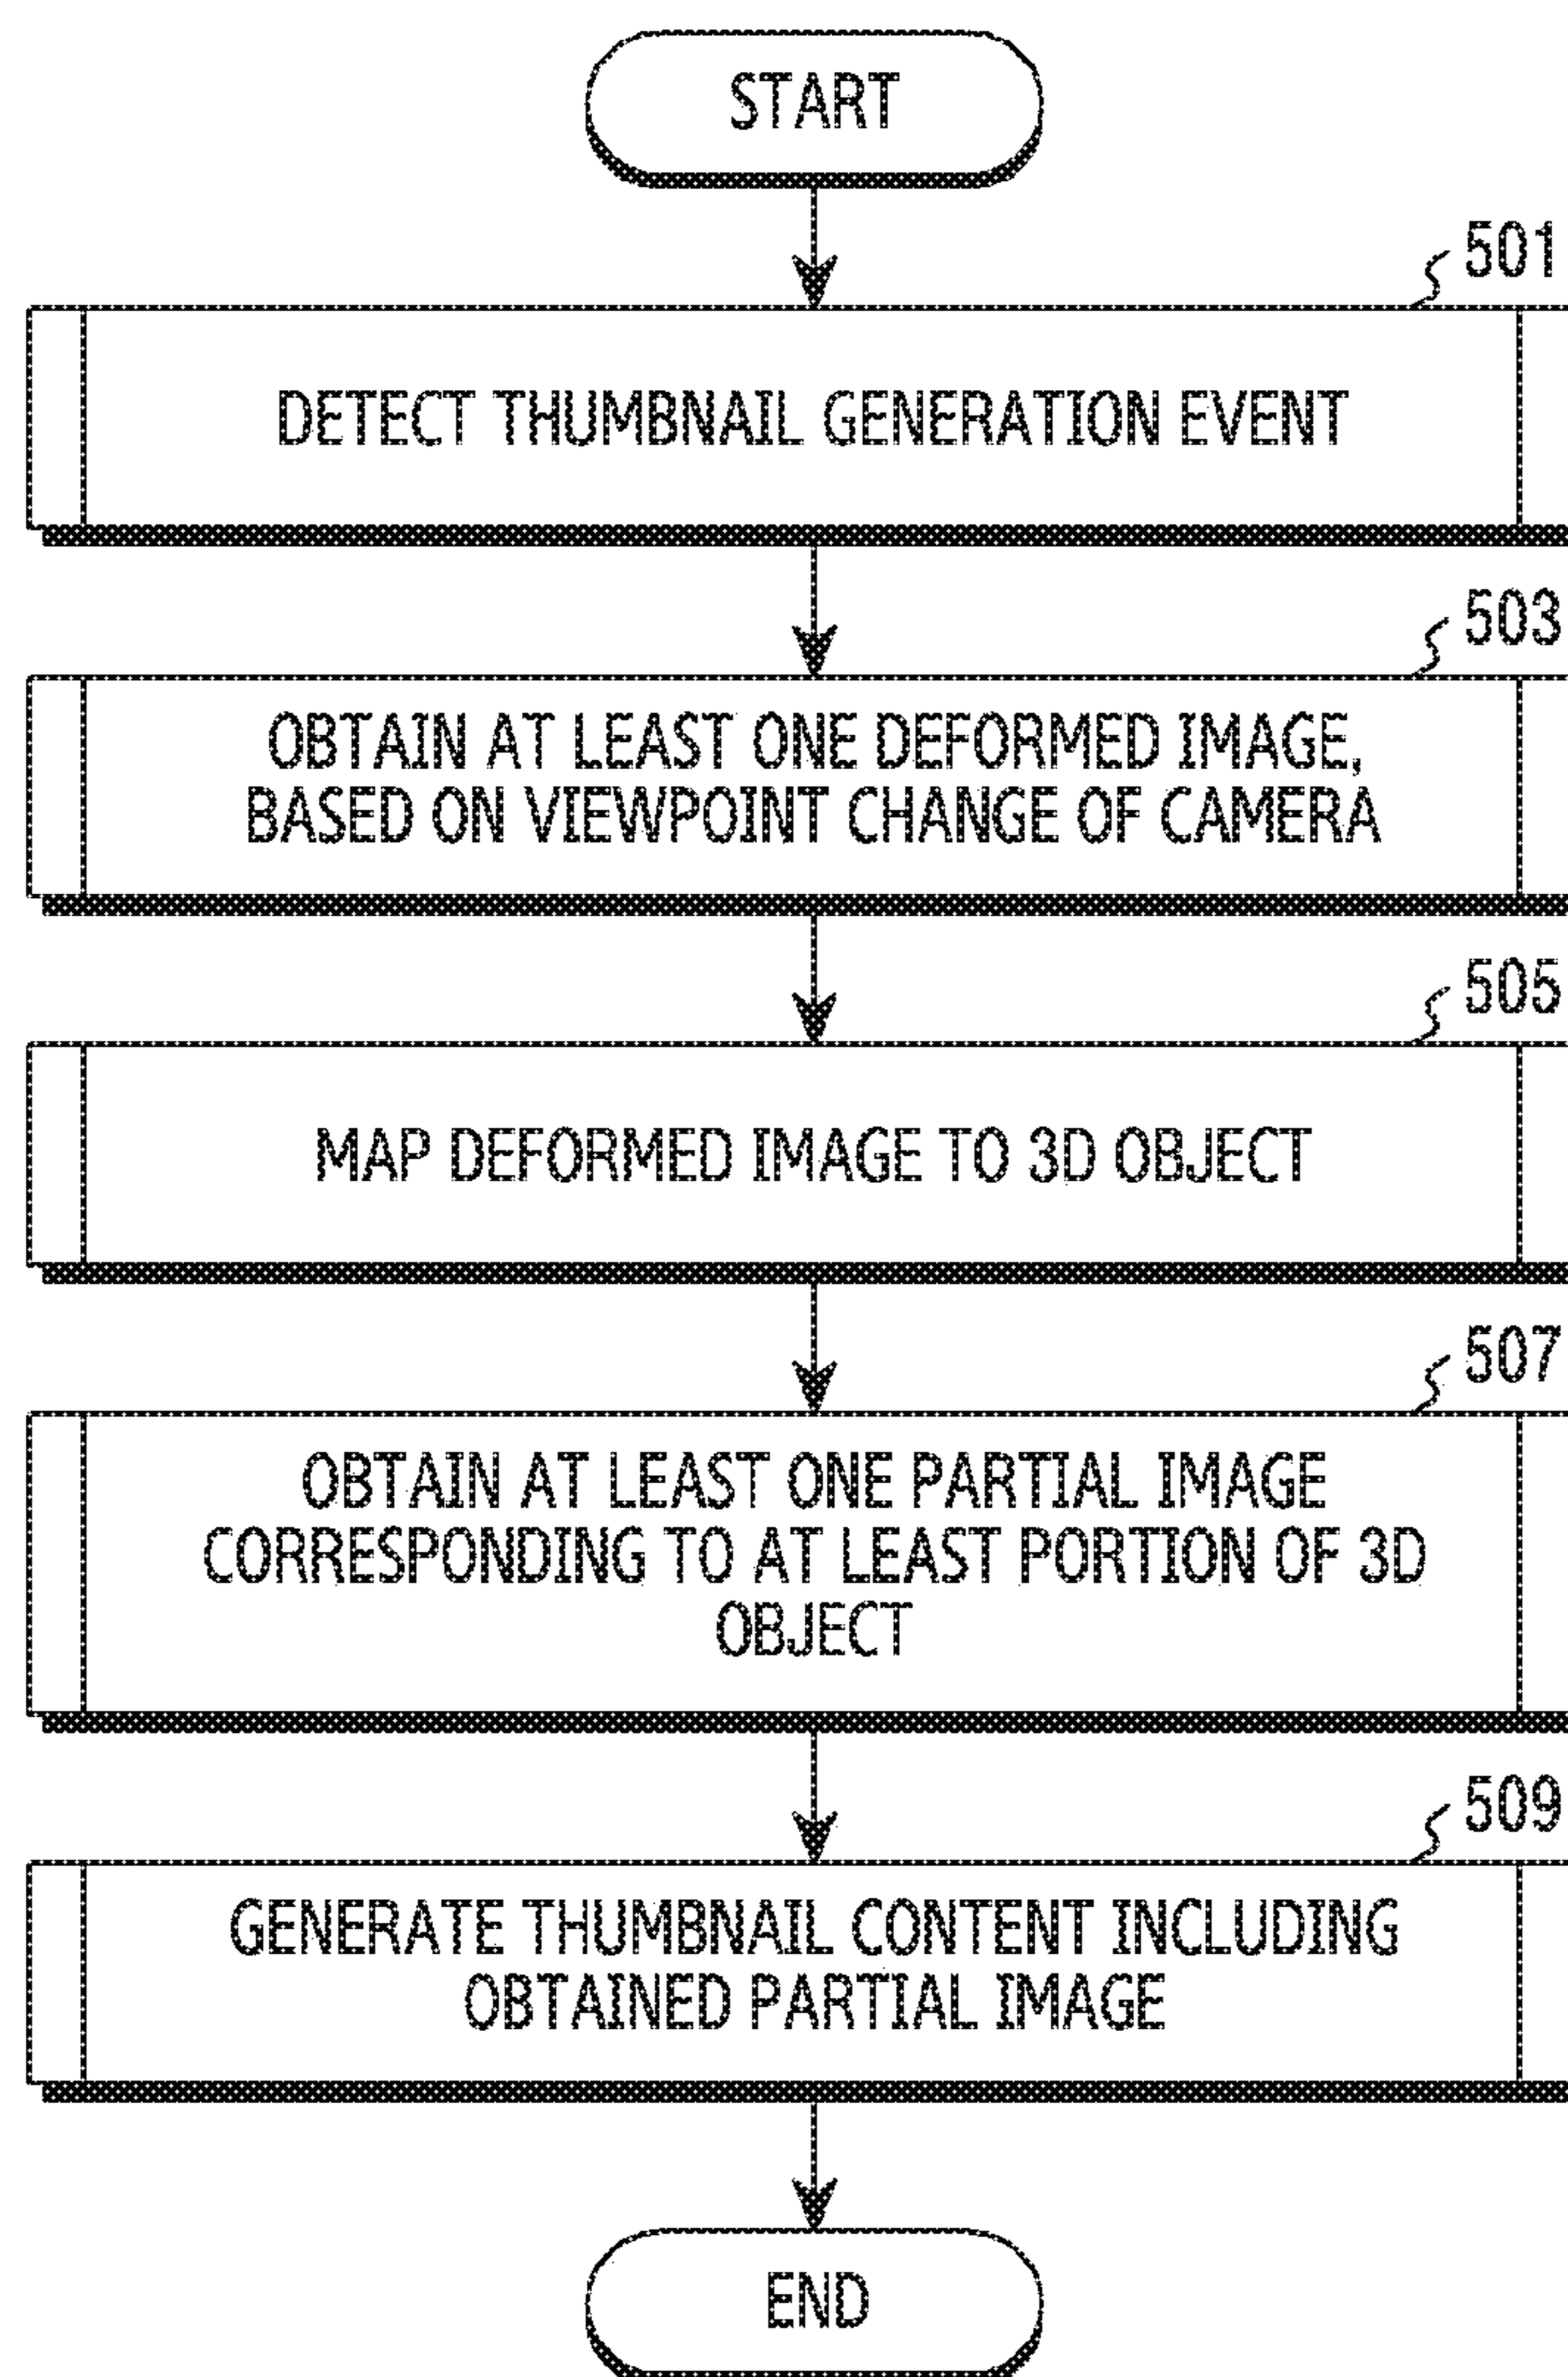 START
501
DETECT THUMBNAIL GENERATION EVENT
503
OBTAIN AT LEAST ONE DEFORMED IMAGE,
BASED ON VIEWPOINT CHANGE OF CAMERA
505
MAP DEFORMED IMAGE TO 3D OBJECT
507
OBTAIN AT LEAST ONE PARTIAL IMAGE
CORRESPONDING TO AT LEAST PORTION OF 3D
OBJECT
509
GENERATE THUMBNAIL CONTENT INCLUDING
OBTAINED PARTIAL IMAGE
END